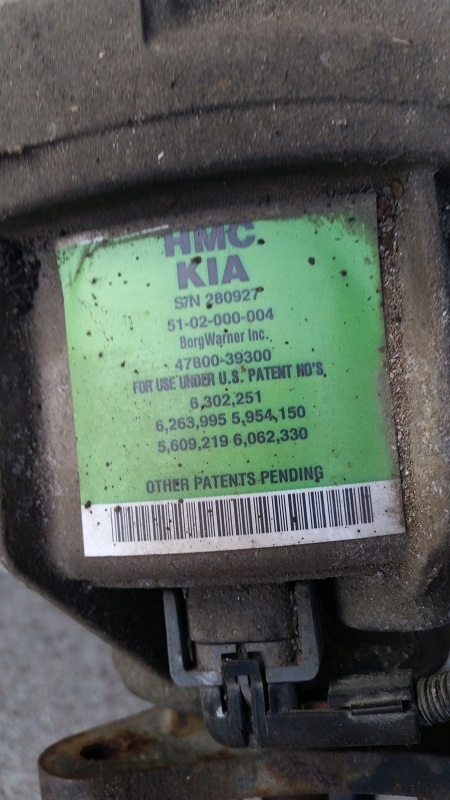 HMC
KIA
S/N 280927
51-02-000-004
BorgWarner Inc.
47800-39300
FOR USE UNDER U.S. PATENT NO'S,
6,302,251
6,263,995 5,954,150
5,609,219 6,062,330
OTHER PATENTS PENDING